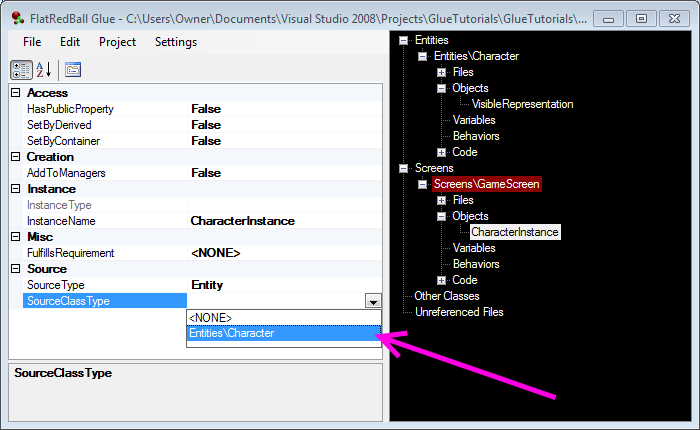 FlatRedBall Glue - C:\Users\Owner\Documents\Visual Studio 2008\Projects\GlueTutorials\GlueTutorials\...
File Edit Project Settings
Access
HasPublicProperty False
SetByDerived False
SetByContainer False
Creation
AddToManagers False
Instance
InstanceType
InstanceName CharacterInstance
Misc
FulfillsRequirement <NONE>
Source
SourceType Entity
SourceClassType
<NONE>
Entities\Character
SourceClassType
Entities
Entities\Character
Files
Objects
VisibleRepresentation
Variables
Behaviors
Code
Screens
Screens\GameScreen
Files
Objects
CharacterInstance
Variables
Behaviors
Code
Other Classes
Unreferenced Files